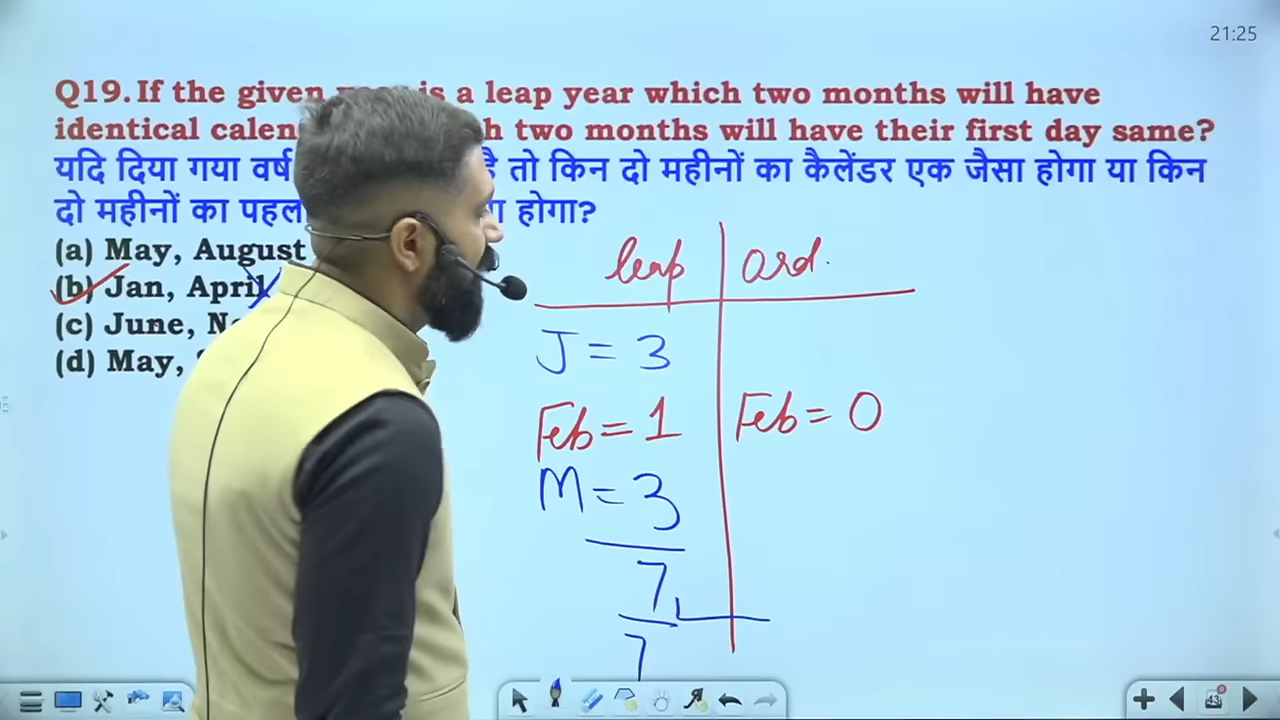 21:25
Q19. If the given is a leap year which two months will have
identical two months will have their first day same?
यदि दिया गया वर्ष है तो किन दो महीनों का कैलेंडर एक जैसा होगा या किन
दो महीनों का होगा?
(a) May, August
(b) Jan, April
(c) June,
(d) May,
leap ord.
J = 3
Feb = 1 Feb = 0
M = 3
7
7
43